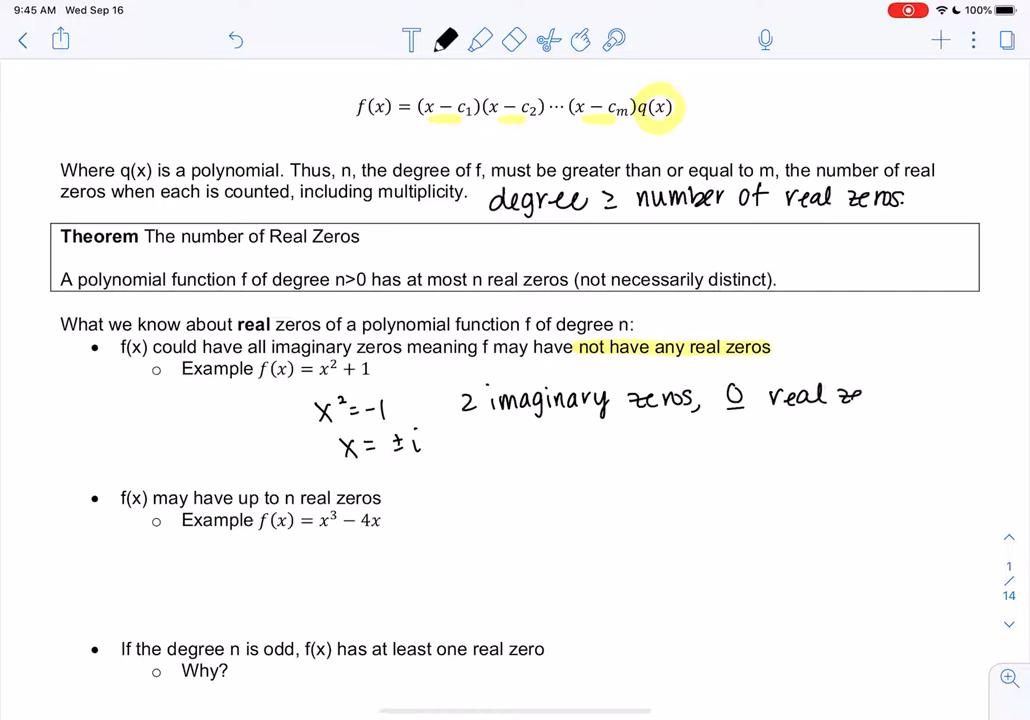 9:45 AM Wed Sep 16
100%
f(x) = (x − c₁)(x − c₂) ⋯ (x − cₘ)q(x)
Where q(x) is a polynomial. Thus, n, the degree of f, must be greater than or equal to m, the number of real
zeros when each is counted, including multiplicity. degree ≥ number of real zeros.
Theorem The number of Real Zeros
A polynomial function f of degree n>0 has at most n real zeros (not necessarily distinct).
What we know about real zeros of a polynomial function f of degree n:
• f(x) could have all imaginary zeros meaning f may have not have any real zeros
o Example f(x) = x² + 1
x² = -1 2 imaginary zeros, 0 real ze
x = ± i
• f(x) may have up to n real zeros
o Example f(x) = x³ − 4x
• If the degree n is odd, f(x) has at least one real zero
o Why?
1
/
14